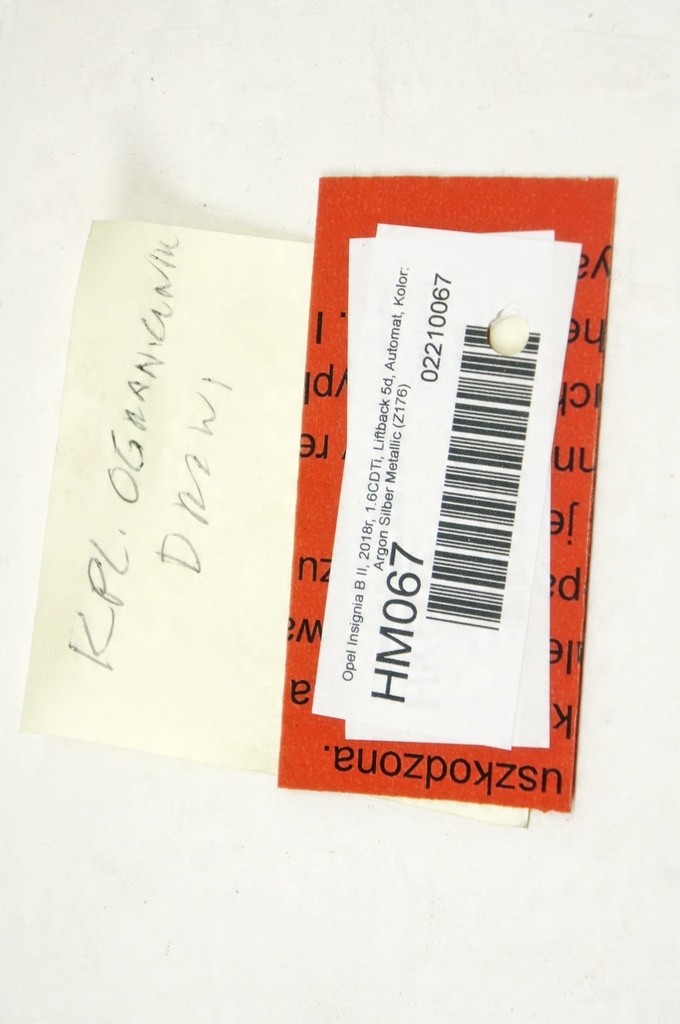 KPL. OGRANICZNIK
DRZWI
Opel Insignia B II, 2018r, 1.6CDTi, Liftback 5d, Automat, Kolor:
Argon Silber Metallic (Z176)
HM067
02210067
uszkodzona.